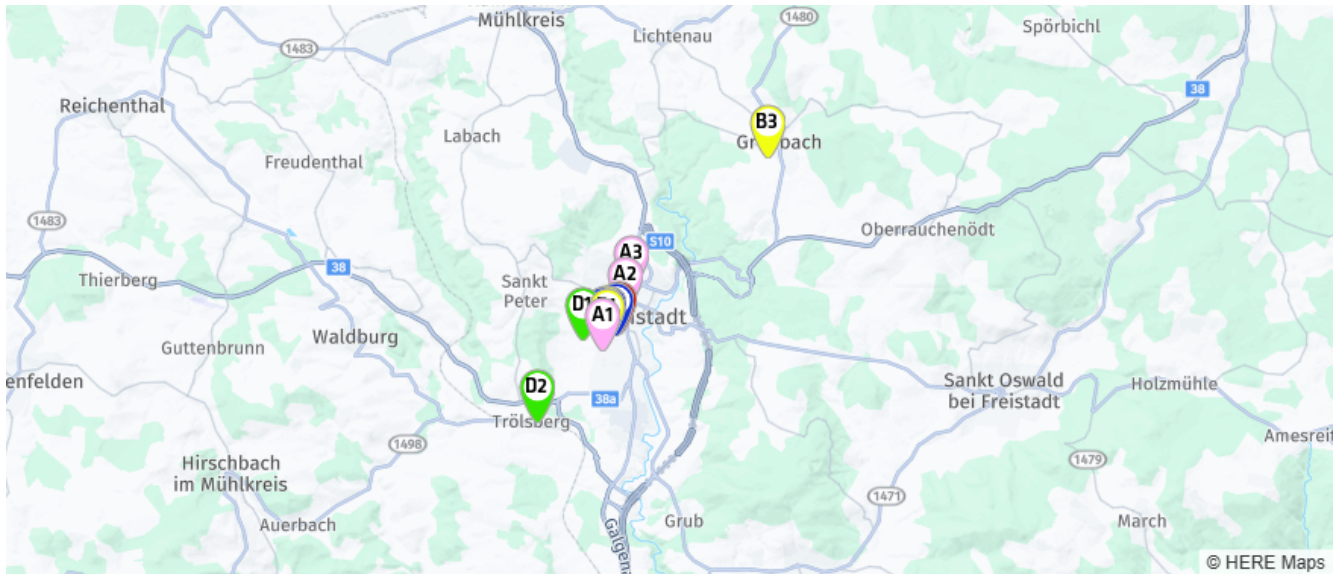 Mühlkreis
1480
Lichtenau
Spörbichl
1483
38
Reichenthal
B3
Labach
Freudenthal
1483
Oberrauchenödt
S10
A3
38
A2
Thierberg
Sankt
Peter
D1
A1
istadt
Waldburg
Guttenbrunn
enfelden
D2
38a
Sankt Oswald
bei Freistadt
Holzmühle
Trölsberg
1498
Amesreit
Hirschbach
im Mühlkreis
1479
1471
Auerbach
Grub
March
Galgena
© HERE Maps